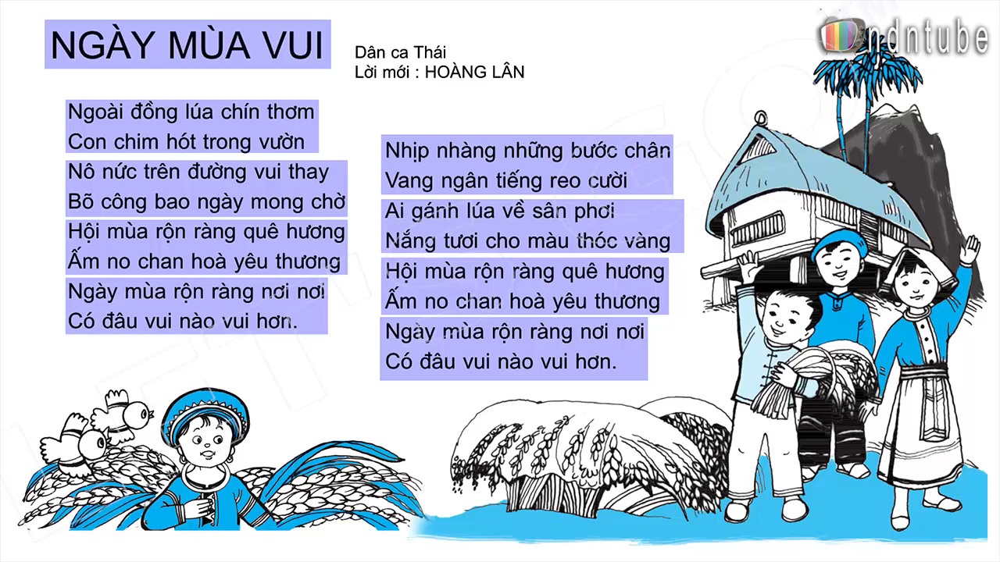 NGÀY MÙA VUI
Dân ca Thái
Lời mới : HOÀNG LÂN
Ngoài đồng lúa chín thơm
Con chim hót trong vườn
Nô nức trên đường vui thay
Bõ công bao ngày mong chờ
Hội mùa rộn ràng quê hương
Ấm no chan hoà yêu thương
Ngày mùa rộn ràng nơi nơi
Có đâu vui nào vui hơn.
Nhịp nhàng những bước chân
Vang ngân tiếng reo cười
Ai gánh lúa về sân phơi
Nắng tươi cho màu thóc vàng
Hội mùa rộn ràng quê hương
Ấm no chan hoà yêu thương
Ngày mùa rộn ràng nơi nơi
Có đâu vui nào vui hơn.
ndntube